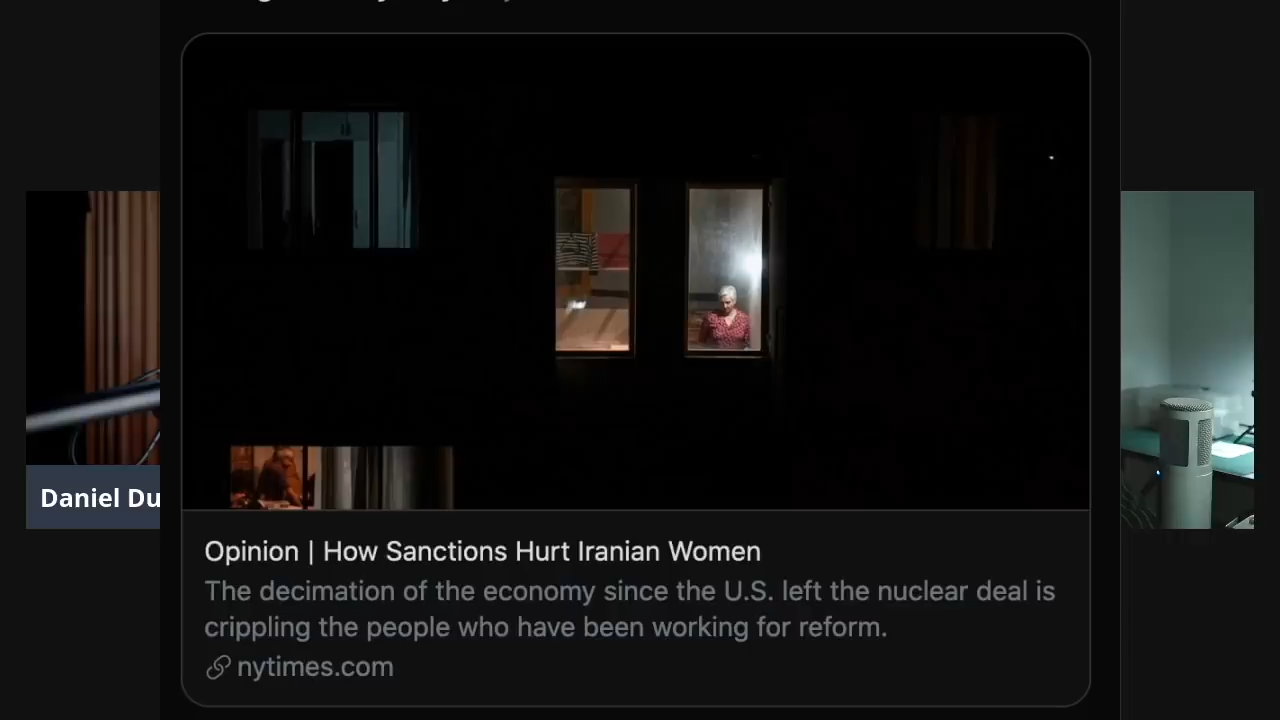 Daniel Du
Opinion | How Sanctions Hurt Iranian Women
The decimation of the economy since the U.S. left the nuclear deal is
crippling the people who have been working for reform.
nytimes.com